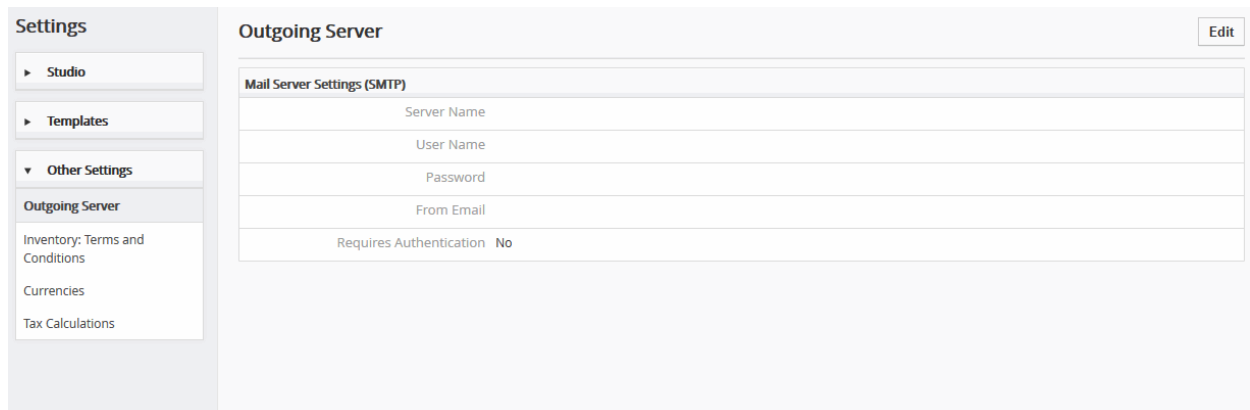 Settings
Studio
Templates
Other Settings
Outgoing Server
Inventory: Terms and
Conditions
Currencies
Tax Calculations
Outgoing Server
Edit
Mail Server Settings (SMTP)
Server Name
User Name
Password
From Email
Requires Authentication No